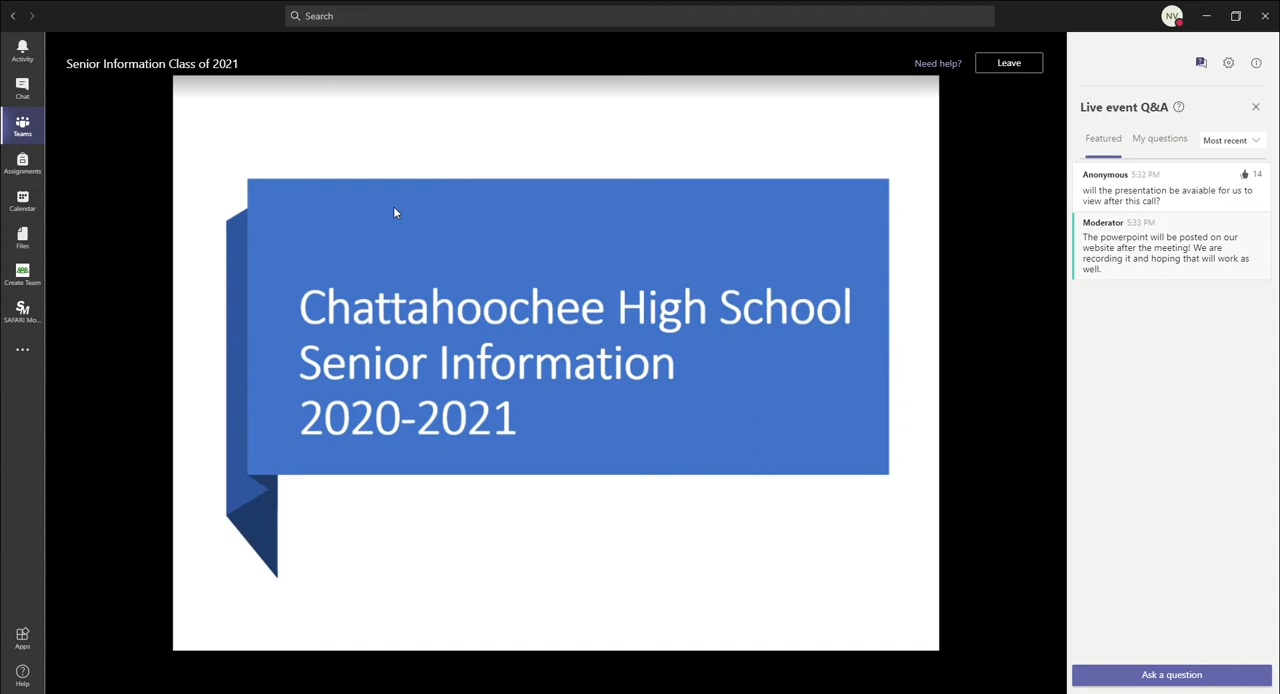 Search
NV
Activity
Chat
Teams
Assignments
Calendar
Files
Create Team
SAFARI Mo...
Apps
Help
Senior Information Class of 2021
Need help?
Leave
Chattahoochee High School
Senior Information
2020-2021
Live event Q&A
Featured
My questions
Most recent
Anonymous 5:32 PM
14
will the presentation be avaiable for us to
view after this call?
Moderator 5:33 PM
The powerpoint will be posted on our
website after the meeting! We are
recording it and hoping that will work as
well.
Ask a question